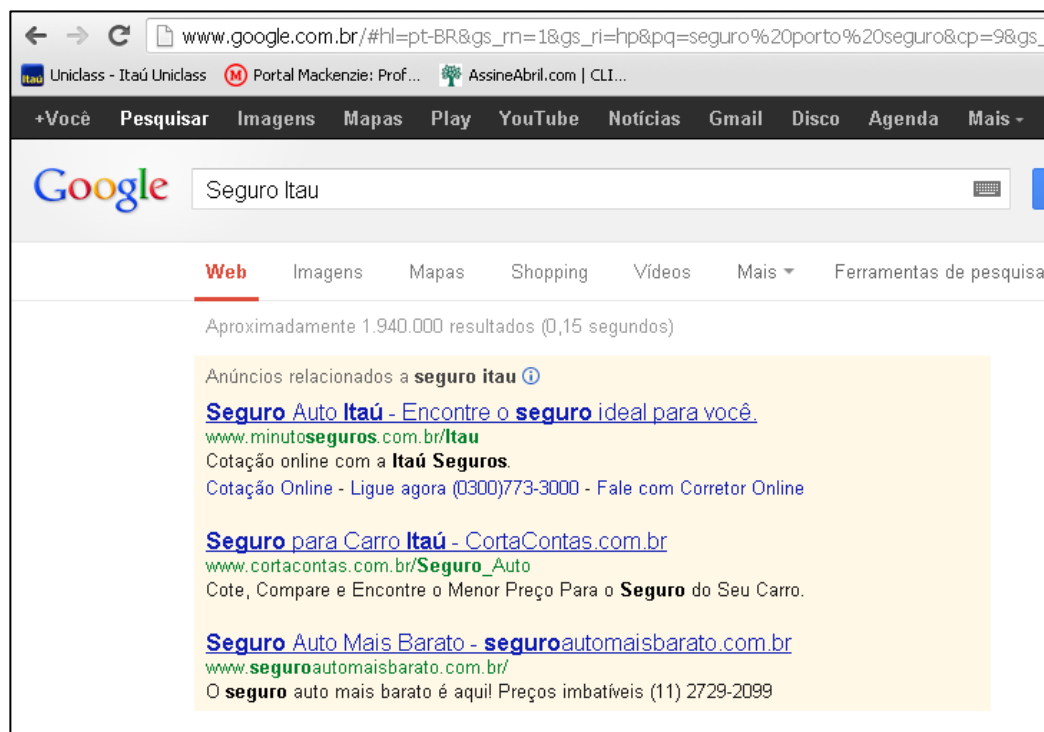 www.google.com.br/#hl=pt-BR&gs_rn=1&gs_ri=hp&pq=seguro%20porto%20seguro&cp=9&gs_
Itaú Uniclass - Itaú Uniclass M Portal Mackenzie: Prof... AssineAbril.com | CLI...
+Você Pesquisar Imagens Mapas Play YouTube Notícias Gmail Disco Agenda Mais
Google Seguro Itau
Web Imagens Mapas Shopping Vídeos Mais Ferramentas de pesquisa
Aproximadamente 1.940.000 resultados (0,15 segundos)
Anúncios relacionados a seguro itau
Seguro Auto Itaú - Encontre o seguro ideal para você.
www.minutoseguros.com.br/Itau
Cotação online com a Itaú Seguros.
Cotação Online - Ligue agora (0300)773-3000 - Fale com Corretor Online
Seguro para Carro Itaú - CortaContas.com.br
www.cortacontas.com.br/Seguro_Auto
Cote, Compare e Encontre o Menor Preço Para o Seguro do Seu Carro.
Seguro Auto Mais Barato - seguroautomaisbarato.com.br
www.seguroautomaisbarato.com.br/
O seguro auto mais barato é aqui! Preços imbatíveis (11) 2729-2099